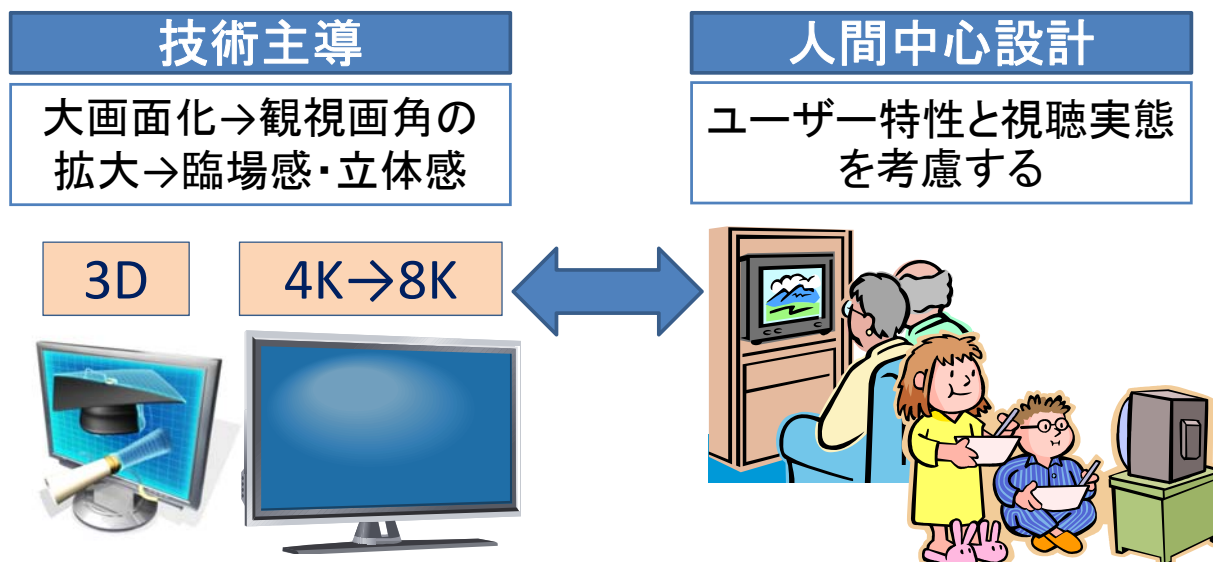 技術主導
大画面化→観視画角の
拡大→臨場感・立体感
3D
4K→8K
人間中心設計
ユーザー特性と視聴実態
を考慮する